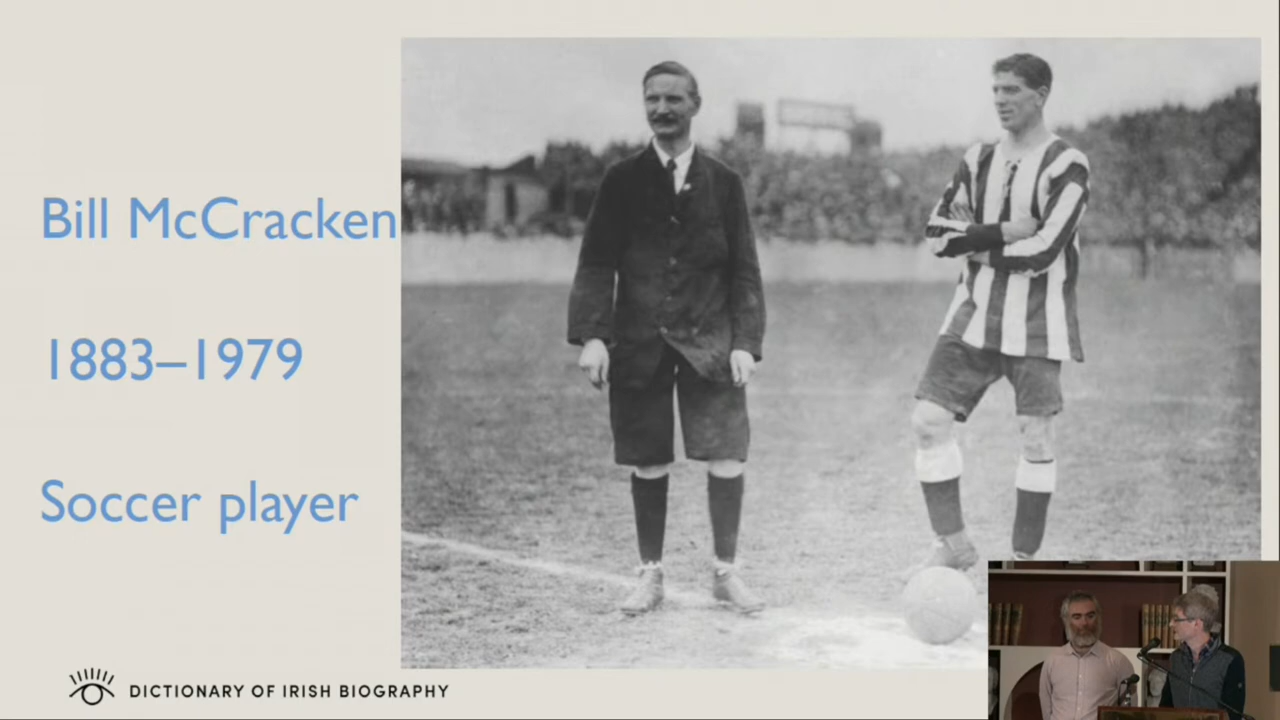 Bill McCracken
1883–1979
Soccer player
DICTIONARY OF IRISH BIOGRAPHY